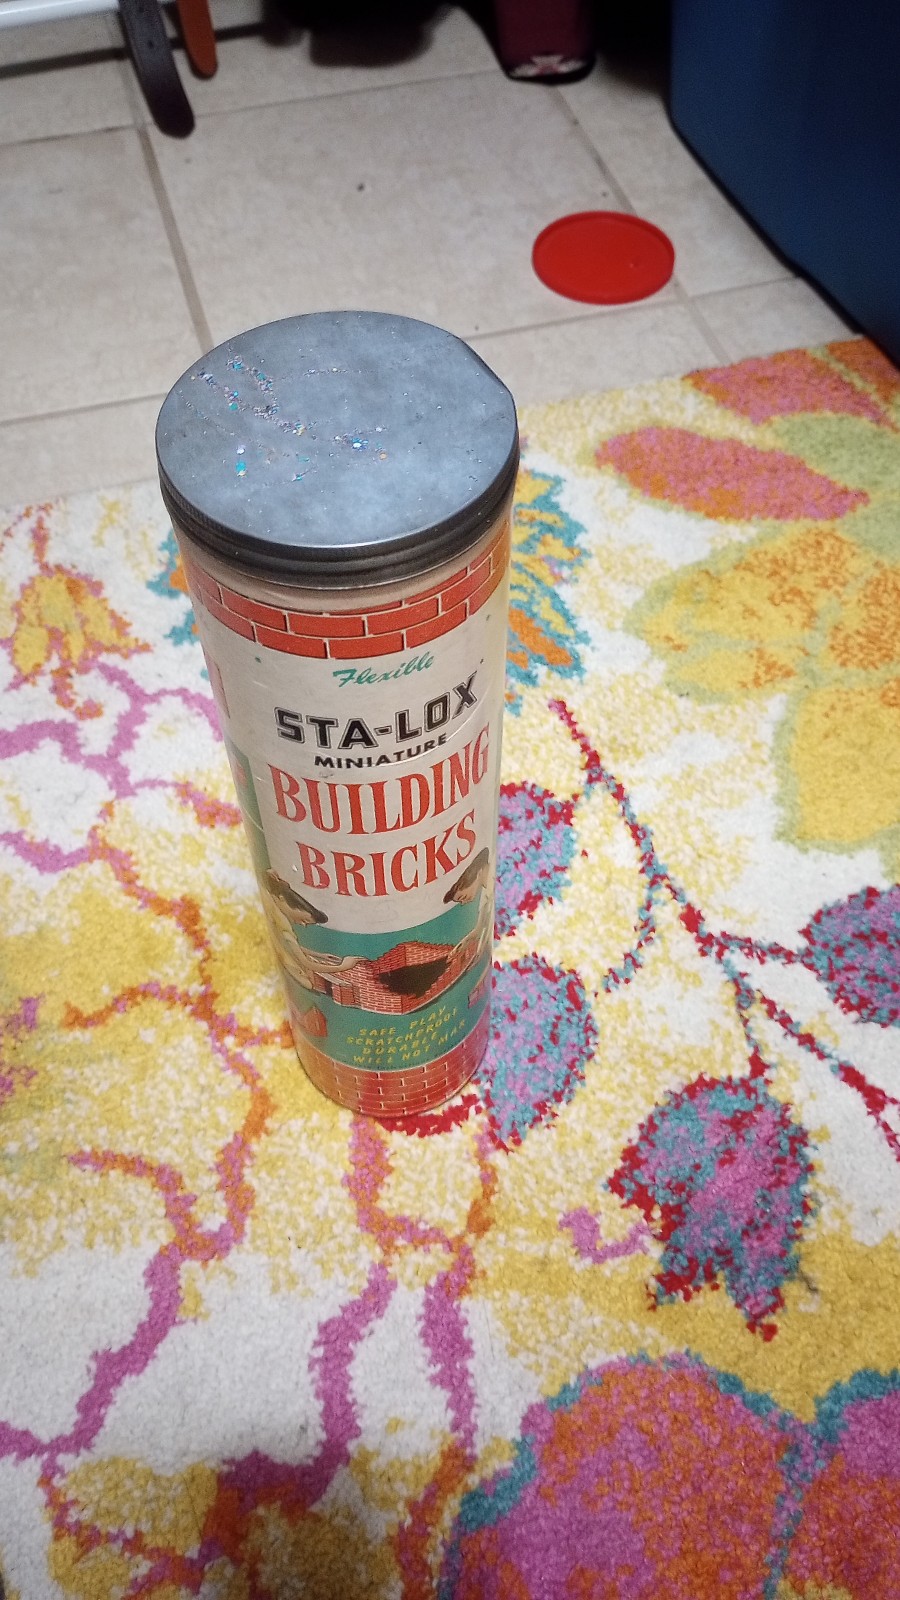 Flexible
STA-LOX
MINIATURE
BUILDING
BRICKS
SAFE PLAY
SCRATCHPROOF
DURABLE
WILL NOT MAR